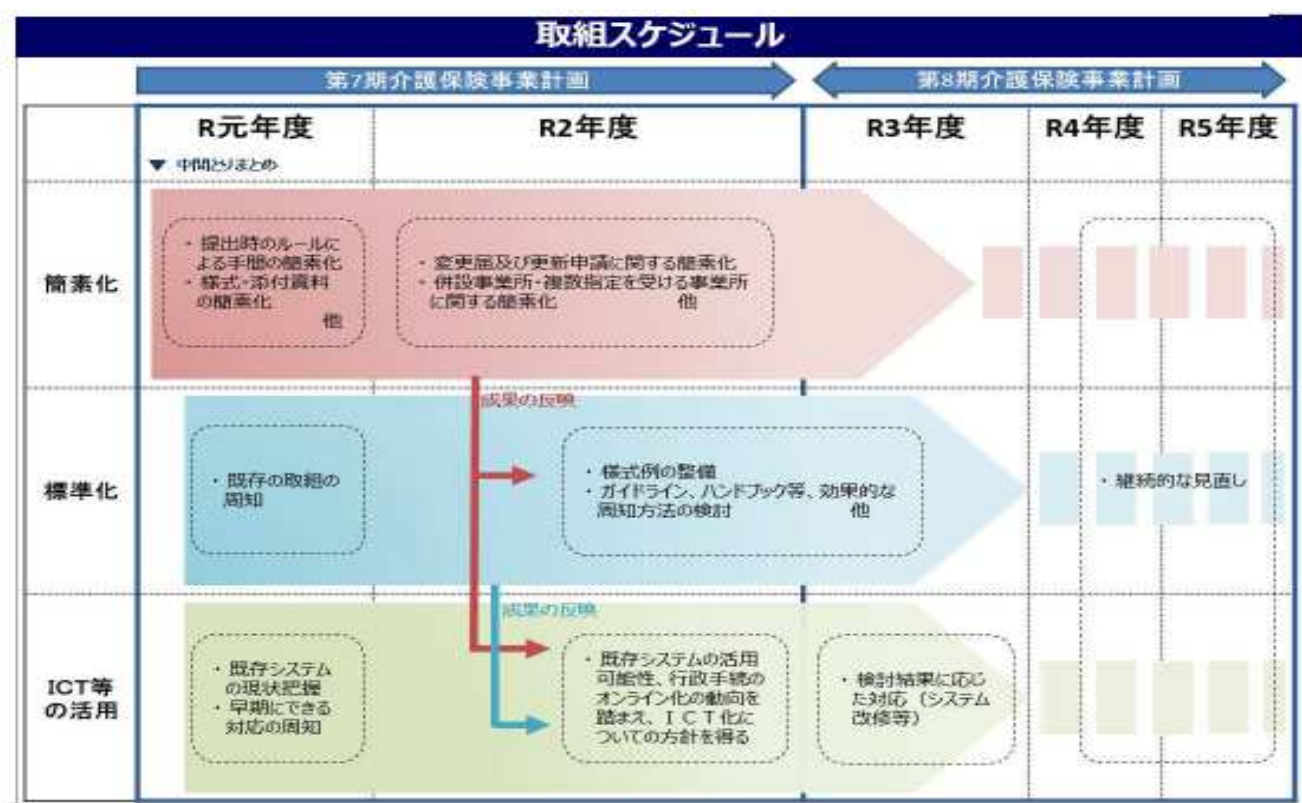 取組スケジュール
第7期介護保険事業計画
第8期介護保険事業計画
R元年度
R2年度
R3年度
R4年度
R5年度
▼ 中間とりまとめ
簡素化
・提出時のルールに
よる手間の簡素化
・様式・添付資料
の簡素化
他
・変更届及び更新申請に関する簡素化
・併設事業所・複数指定を受ける事業所
に関する簡素化 他
成果の反映
標準化
・既存の取組の
周知
・様式例の整備
・ガイドライン、ハンドブック等、効果的な
周知方法の検討 他
・継続的な見直し
成果の反映
ICT等
の活用
・既存システム
の現状把握
・早期にできる
対応の周知
・既存システムの活用
可能性、行政手続の
オンライン化の動向を
踏まえ、ICT化に
ついての方針を得る
・検討結果に応じ
た対応(システム
改修等)